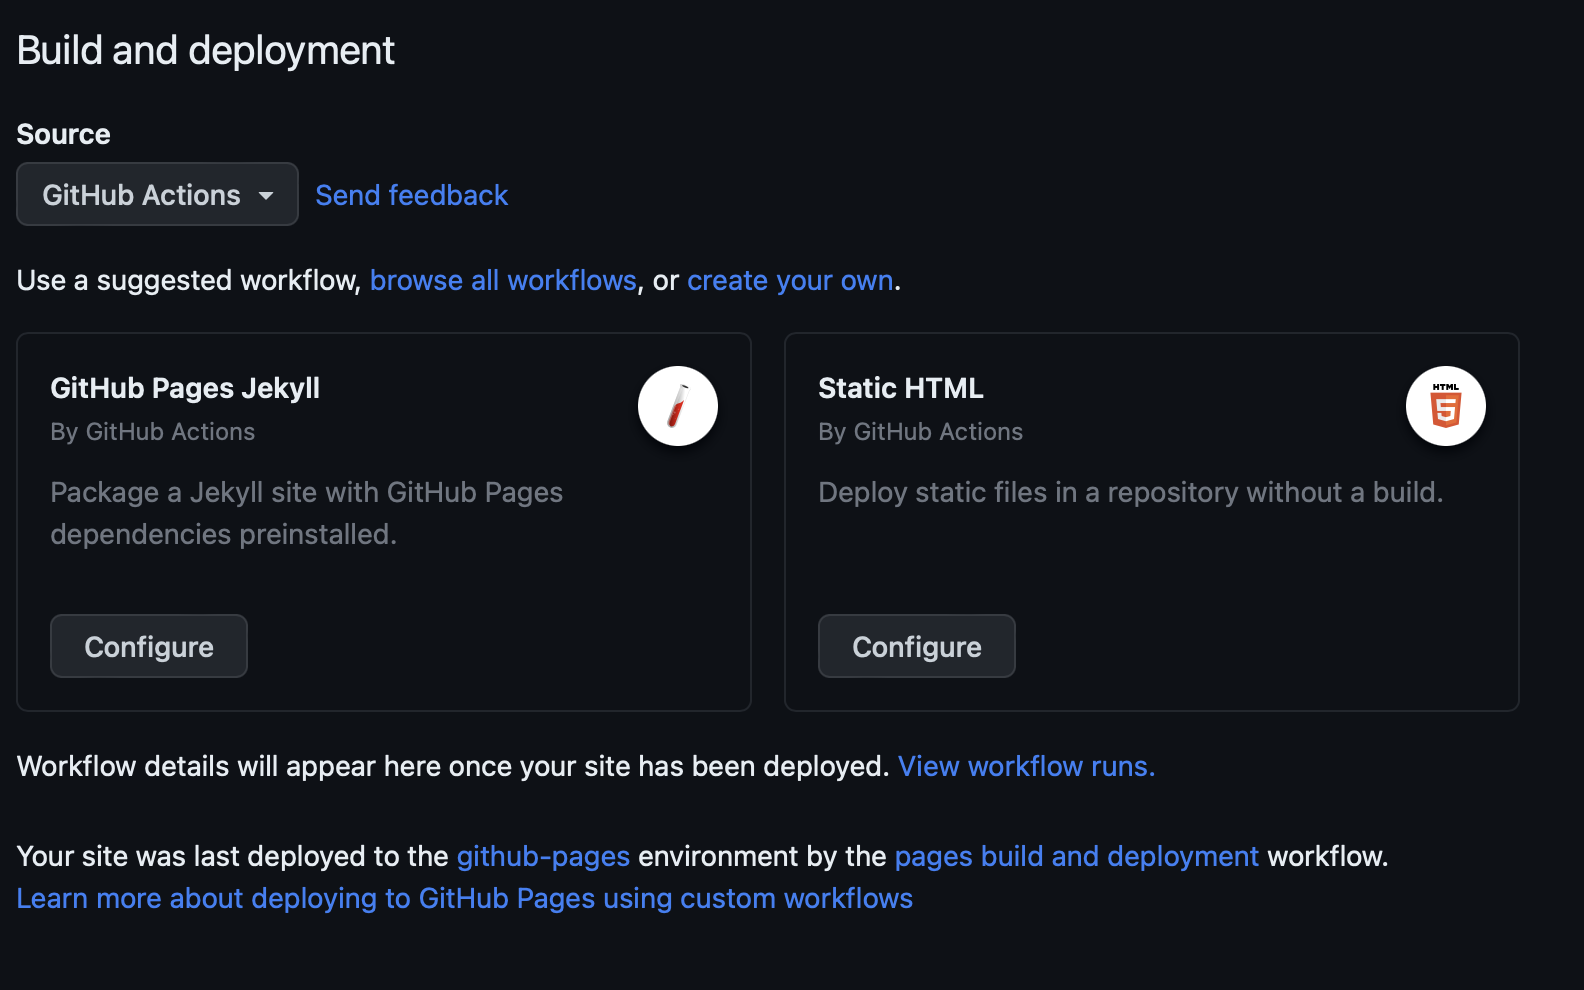 Build and deployment
Source
GitHub Actions
Send feedback
Use a suggested workflow, browse all workflows, or create your own.
GitHub Pages Jekyll
By GitHub Actions
Package a Jekyll site with GitHub Pages
dependencies preinstalled.
Configure
HTML
5
Static HTML
By GitHub Actions
Deploy static files in a repository without a build.
Configure
Workflow details will appear here once your site has been deployed. View workflow runs.
Your site was last deployed to the github-pages environment by the pages build and deployment workflow.
Learn more about deploying to GitHub Pages using custom workflows